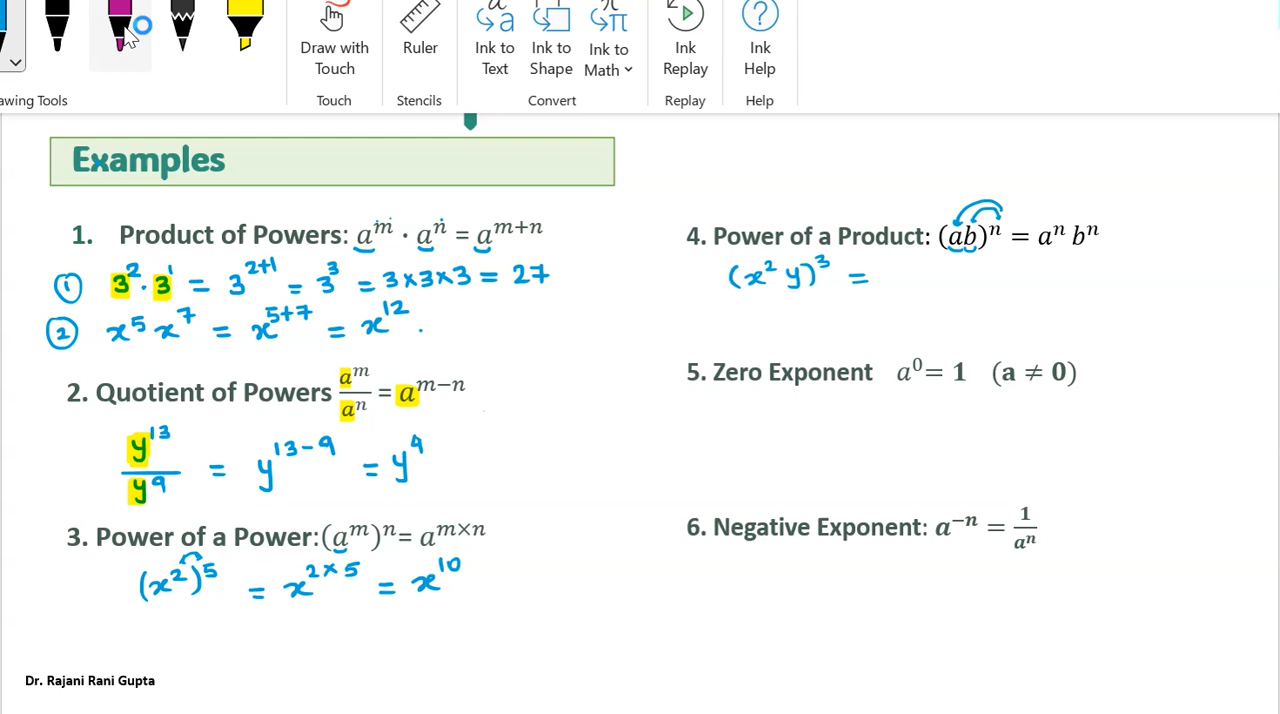 Draw with
Touch
Ruler
Ink to
Text
Ink to
Shape
Ink to
Math
Ink
Replay
Ink
Help
awing Tools
Touch
Stencils
Convert
Replay
Help
Examples
1. Product of Powers: a^m · a^n = a^{m+n}
① 3^2 · 3^1 = 3^{2+1} = 3^3 = 3×3×3 = 27
② x^5 x^7 = x^{5+7} = x^{12} .
2. Quotient of Powers a^m/a^n = a^{m−n}
y^{13}/y^9 = y^{13−9} = y^4
3. Power of a Power:(a^m)^n= a^{m×n}
(x^2)^5 = x^{2×5} = x^{10}
4. Power of a Product: (ab)^n = a^n b^n
(x^2 y)^3 =
5. Zero Exponent a^0= 1 (a ≠ 0)
6. Negative Exponent: a^{−n} = 1/a^n
Dr. Rajani Rani Gupta